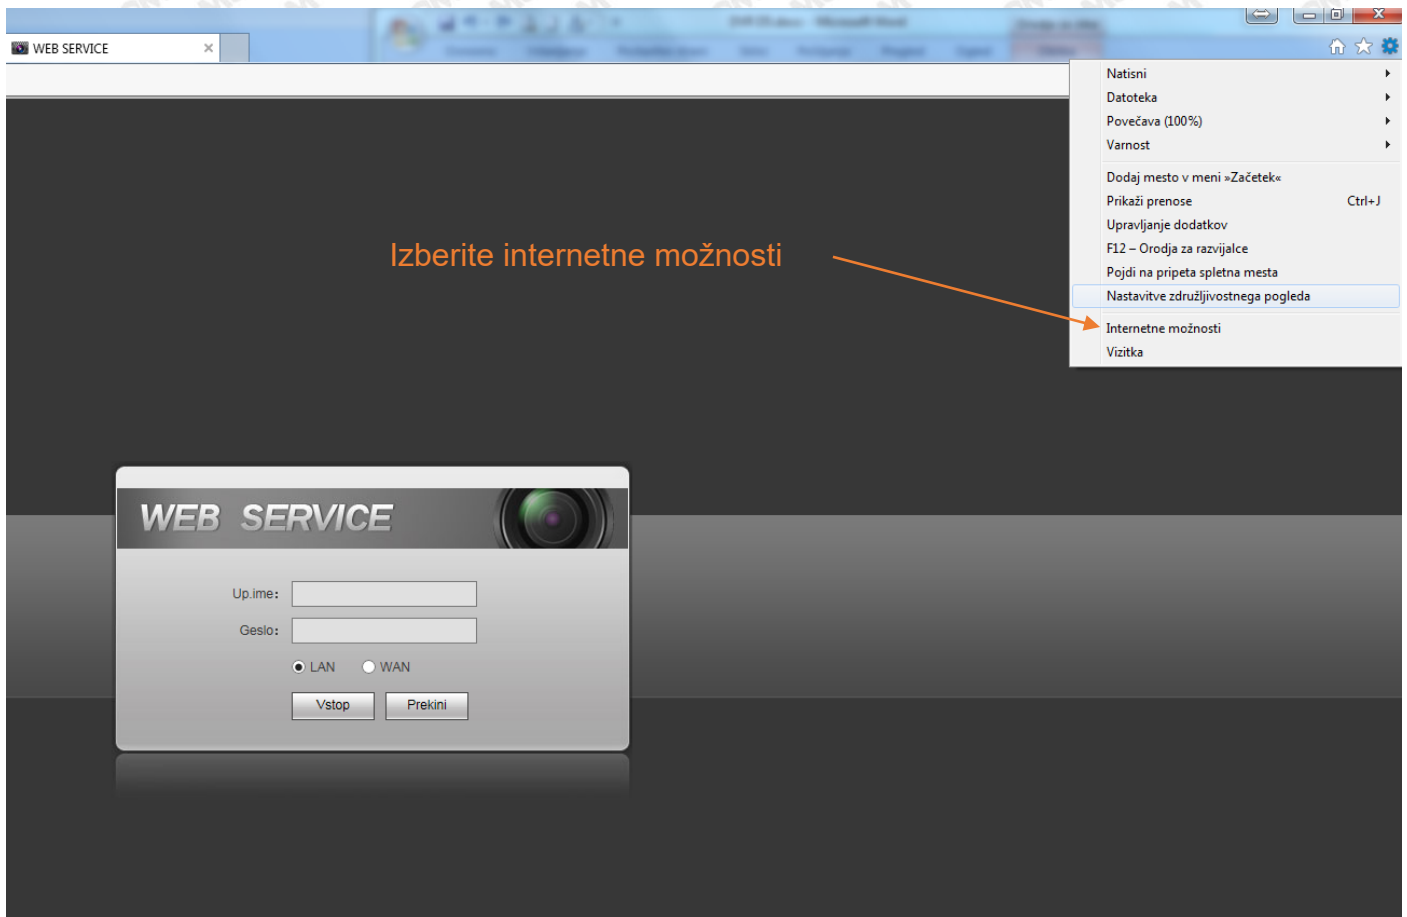 WEB SERVICE
Natisni
Datoteka
Povečava (100%)
Varnost
Dodaj mesto v meni »Začetek«
Prikaži prenose Ctrl+J
Upravljanje dodatkov
F12 – Orodja za razvijalce
Pojdi na pripeta spletna mesta
Nastavitve združljivostnega pogleda
Internetne možnosti
Vizitka
Izberite internetne možnosti
WEB SERVICE
Up.ime:
Geslo:
LAN WAN
Vstop Prekini